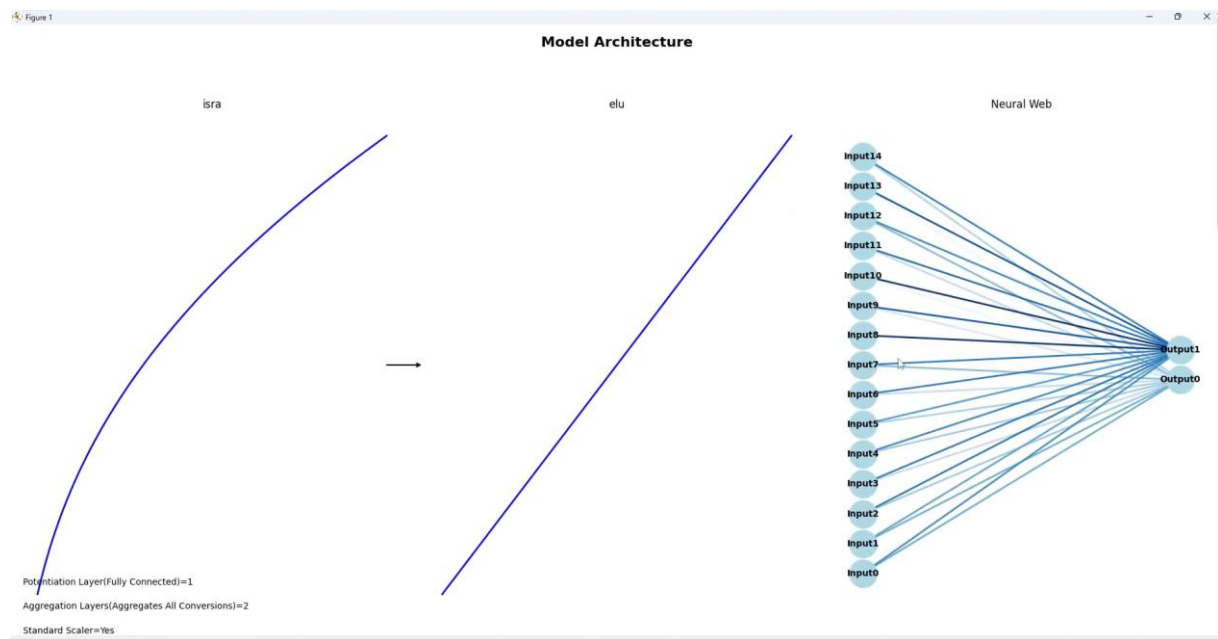 Figure 1
Model Architecture
isra
elu
Neural Web
Input14
Input13
Input12
Input11
Input10
Input9
Input8
Input7
Input6
Input5
Input4
Input3
Input2
Input1
Input0
Output1
Output0
Potentiation Layer(Fully Connected)=1
Aggregation Layers(Aggregates All Conversions)=2
Standard Scaler=Yes